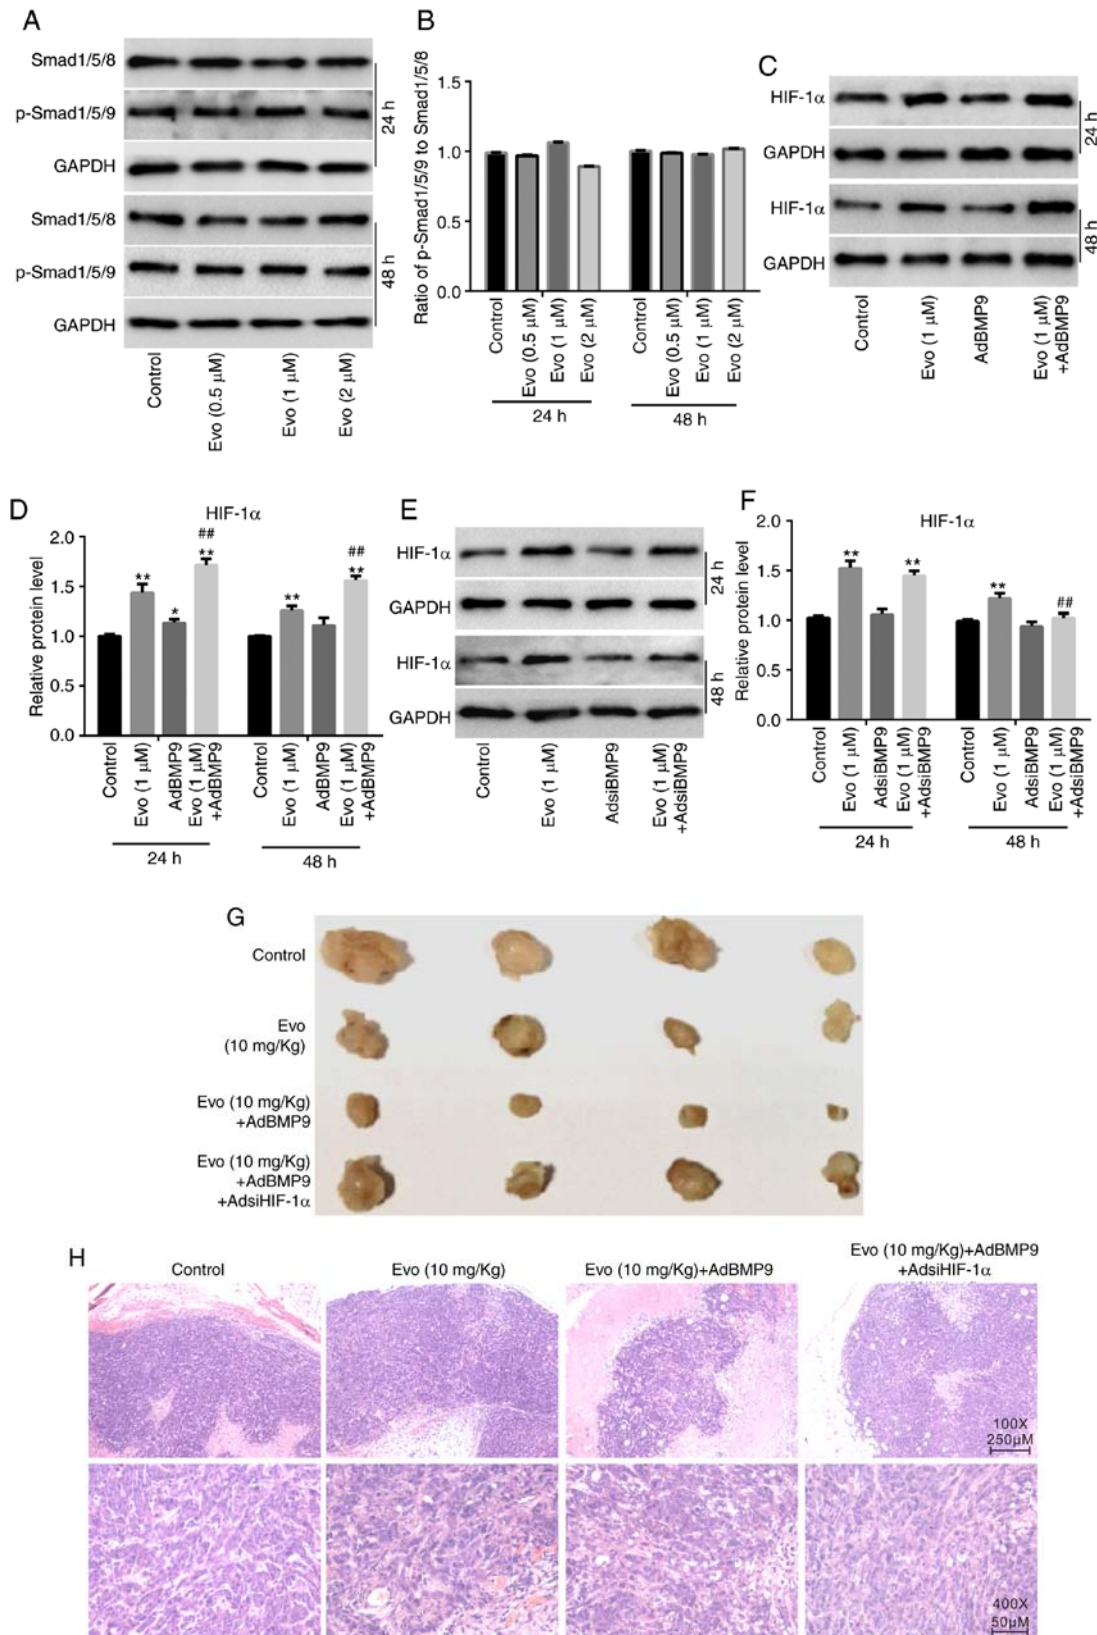 A
Smad1/5/8
p-Smad1/5/9
GAPDH
24 h
Smad1/5/8
p-Smad1/5/9
GAPDH
48 h
Control
Evo (0.5 μM)
Evo (1 μM)
Evo (2 μM)
B
Ratio of p-Smad1/5/9 to Smad1/5/8
1.5
1.0
0.5
0.0
Control
Evo (0.5 μM)
Evo (1 μM)
Evo (2 μM)
24 h
Control
Evo (0.5 μM)
Evo (1 μM)
Evo (2 μM)
48 h
C
HIF-1α
GAPDH
24 h
HIF-1α
GAPDH
48 h
Control
Evo (1 μM)
AdBMP9
Evo (1 μM)
+AdBMP9
D
HIF-1α
Relative protein level
2.0
1.5
1.0
0.5
0.0
**
*
##
**
**
##
**
Control
Evo (1 μM)
AdBMP9
Evo (1 μM)
+AdBMP9
24 h
Control
Evo (1 μM)
AdBMP9
Evo (1 μM)
+AdBMP9
48 h
E
HIF-1α
GAPDH
24 h
HIF-1α
GAPDH
48 h
Control
Evo (1 μM)
AdsiBMP9
Evo (1 μM)
+AdsiBMP9
F
HIF-1α
Relative protein level
2.0
1.5
1.0
0.5
0.0
**
**
**
##
Control
Evo (1 μM)
AdsiBMP9
Evo (1 μM)
+AdsiBMP9
24 h
Control
Evo (1 μM)
AdsiBMP9
Evo (1 μM)
+AdsiBMP9
48 h
G
Control
Evo
(10 mg/Kg)
Evo (10 mg/Kg)
+AdBMP9
Evo (10 mg/Kg)
+AdBMP9
+AdsiHIF-1α
H
Control
Evo (10 mg/Kg)
Evo (10 mg/Kg)+AdBMP9
Evo (10 mg/Kg)+AdBMP9
+AdsiHIF-1α
100X
250μM
400X
50μM